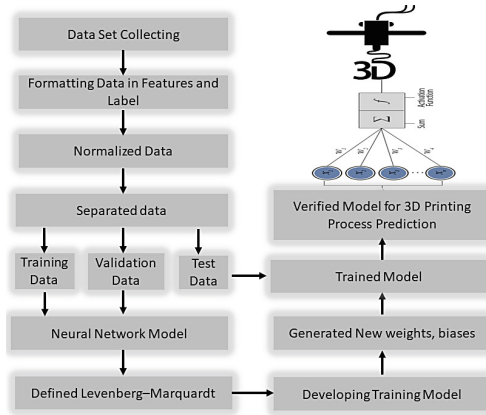 Data Set Collecting
Formatting Data in Features and
Label
Normalized Data
Separated data
Training
Data
Validation
Data
Test
Data
Neural Network Model
Defined Levenberg–Marquardt
Developing Training Model
Generated New weights, biases
Trained Model
Verified Model for 3D Printing
Process Prediction
3D
Activation
Function
∫
Σ
Sum